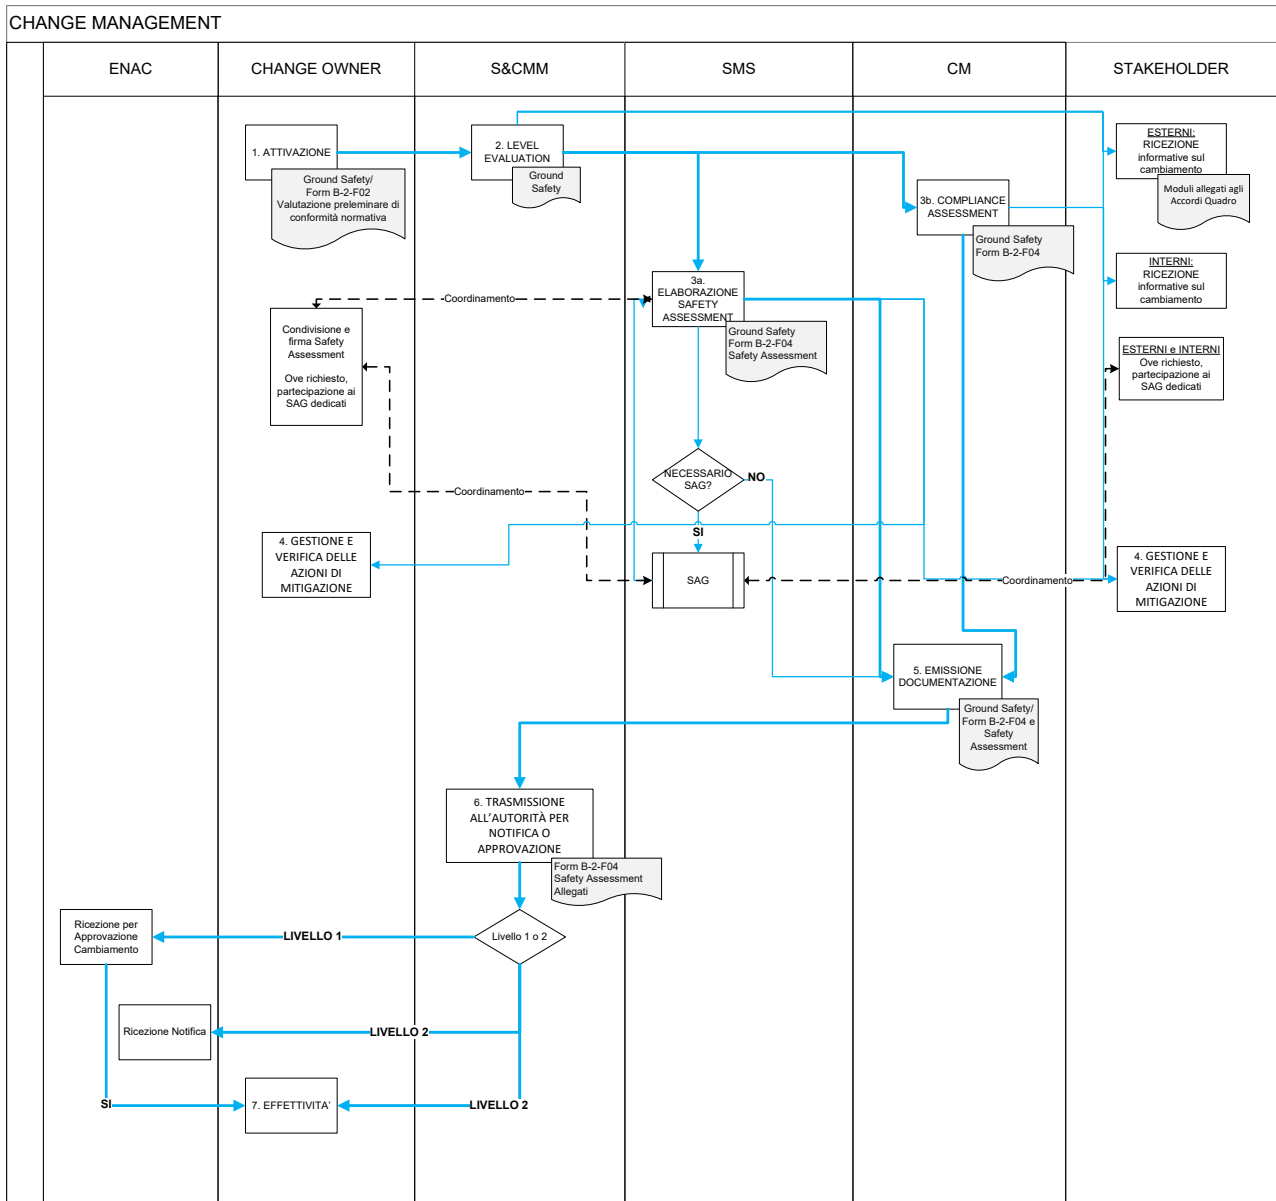 CHANGE MANAGEMENT
ENAC
CHANGE OWNER
S&CMM
SMS
CM
STAKEHOLDER
1. ATTIVAZIONE
Ground Safety/
Form B-2-F02
Valutazione preliminare di
conformità normativa
2. LEVEL
EVALUATION
Ground
Safety
ESTERNI:
RICEZIONE
informative sul
cambiamento
Moduli allegati agli
Accordi Quadro
3b. COMPLIANCE
ASSESSMENT
Ground Safety
Form B-2-F04
INTERNI:
RICEZIONE
informative sul
cambiamento
3a.
ELABORAZIONE
SAFETY
ASSESSMENT
Ground Safety
Form B-2-F04
Safety Assessment
Coordinamento
Condivisione e
firma Safety
Assessment
Ove richiesto,
partecipazione ai
SAG dedicati
ESTERNI e INTERNI
Ove richiesto,
partecipazione ai
SAG dedicati
NECESSARIO
SAG?
NO
SI
Coordinamento
4. GESTIONE E
VERIFICA DELLE
AZIONI DI
MITIGAZIONE
SAG
Coordinamento
4. GESTIONE E
VERIFICA DELLE
AZIONI DI
MITIGAZIONE
5. EMISSIONE
DOCUMENTAZIONE
Ground Safety/
Form B-2-F04 e
Safety
Assessment
6. TRASMISSIONE
ALL'AUTORITÀ PER
NOTIFICA O
APPROVAZIONE
Form B-2-F04
Safety Assessment
Allegati
Ricezione per
Approvazione
Cambiamento
LIVELLO 1
Livello 1 o 2
Ricezione Notifica
LIVELLO 2
SI
7. EFFETTIVITA'
LIVELLO 2